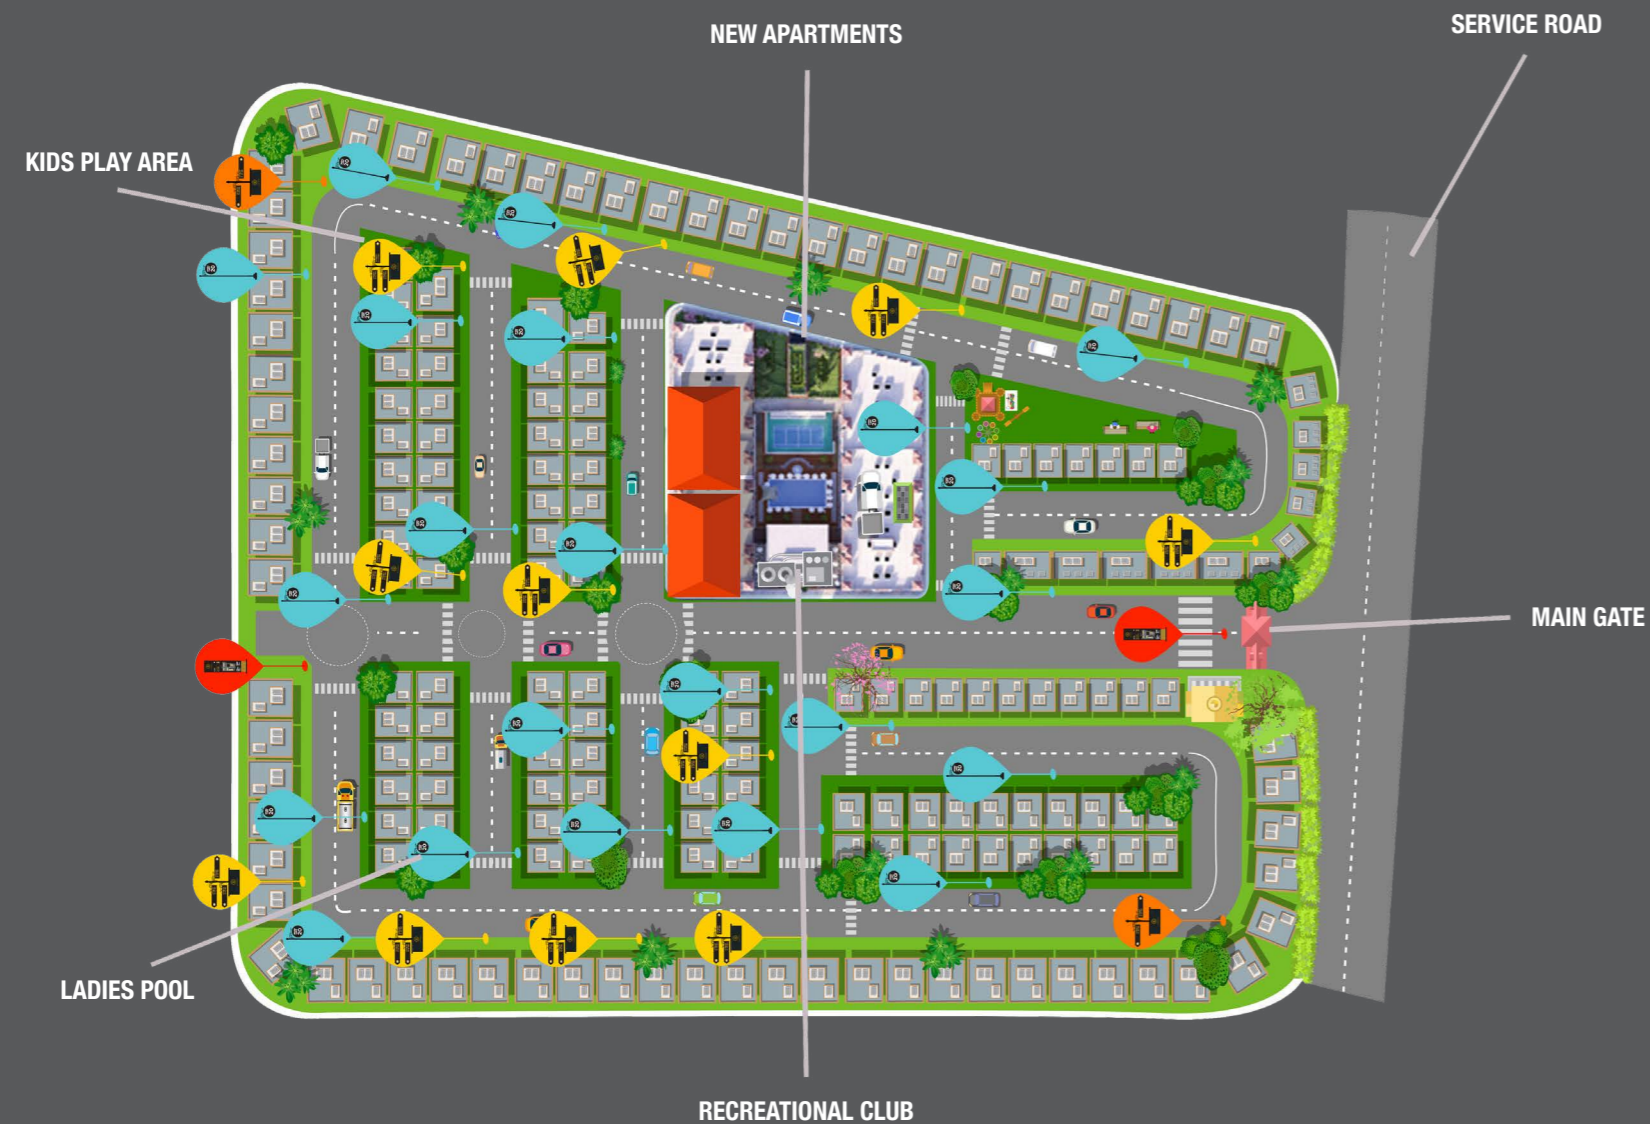 SERVICE ROAD
NEW APARTMENTS
KIDS PLAY AREA
MAIN GATE
LADIES POOL
RECREATIONAL CLUB